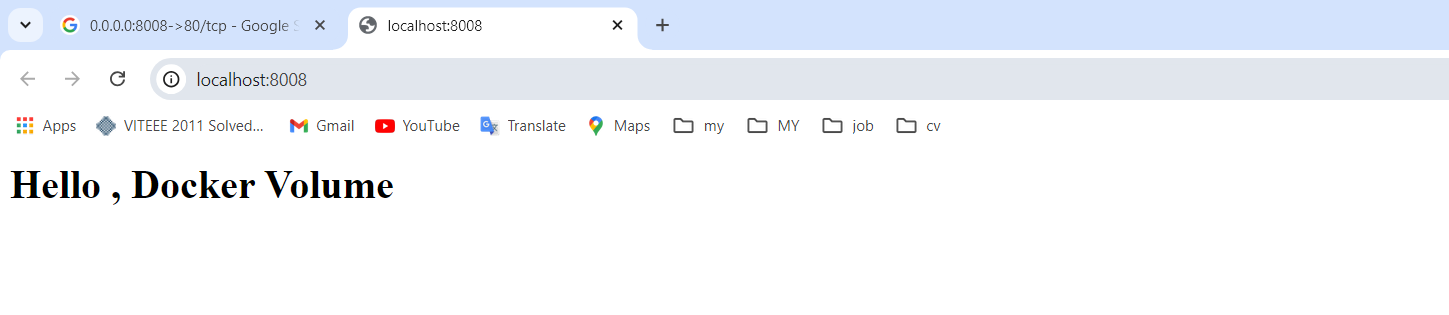 0.0.0.0:8008->80/tcp - Google S
localhost:8008
localhost:8008
Apps VITEEE 2011 Solved... Gmail YouTube Translate Maps my MY job cv
Hello , Docker Volume